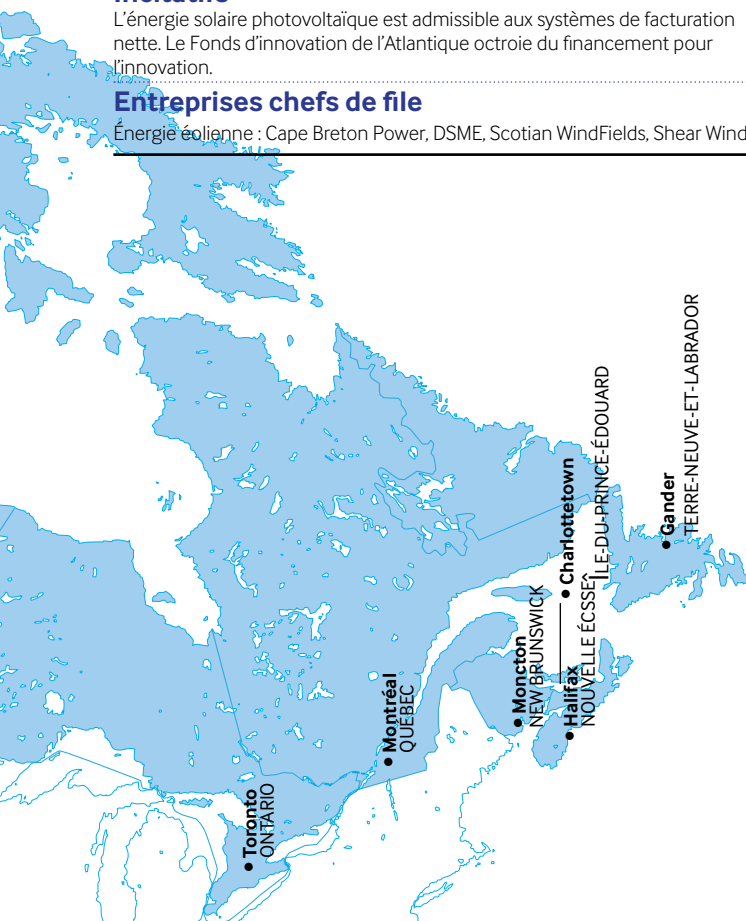 Incitatifs
L’énergie solaire photovoltaïque est admissible aux systèmes de facturation
nette. Le Fonds d’innovation de l’Atlantique octroie du financement pour
l’innovation.
Entreprises chefs de file
Énergie éolienne : Cape Breton Power, DSME, Scotian WindFields, Shear Wind
Toronto
ONTARIO
Montréal
QUÉBEC
Moncton
NEW BRUNSWICK
Halifax
NOUVELLE ÉCSSE
Charlottetown
ÎLE-DU-PRINCE-ÉDOUARD
Gander
TERRE-NEUVE-ET-LABRADOR